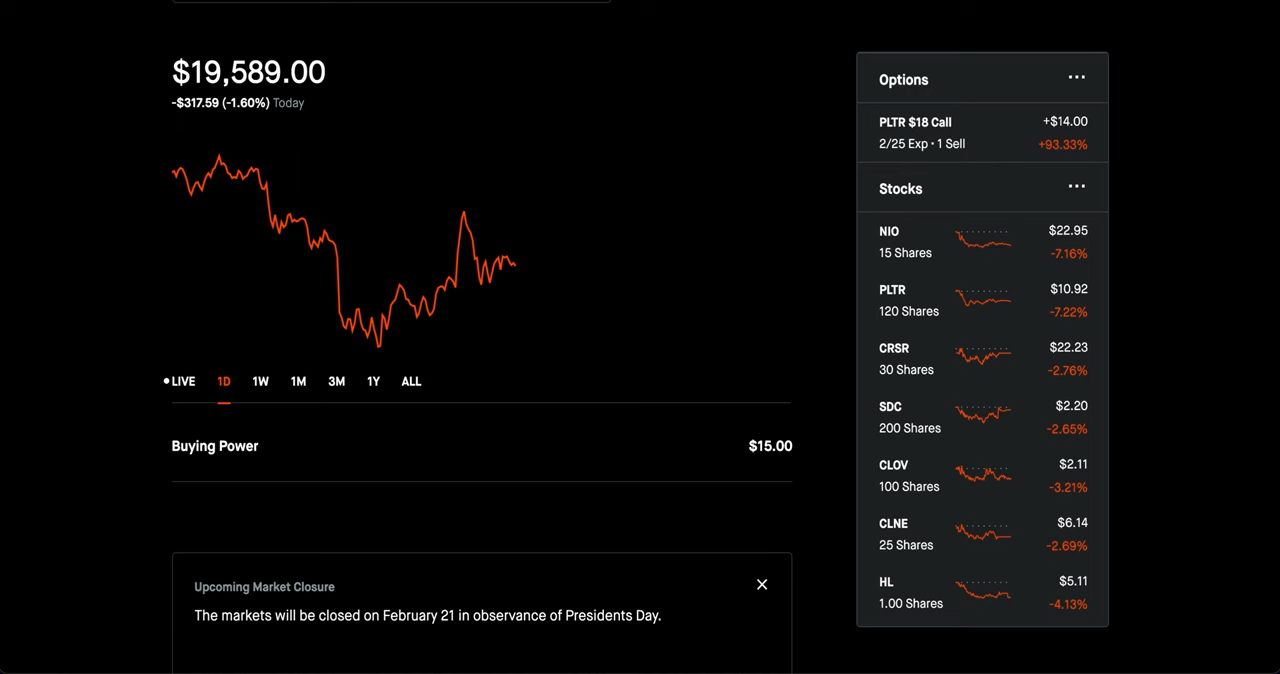 $19,589.00
-$317.59 (-1.60%) Today
LIVE 1D 1W 1M 3M 1Y ALL
Buying Power $15.00
Upcoming Market Closure
The markets will be closed on February 21 in observance of Presidents Day.
Options
PLTR $18 Call +$14.00
2/25 Exp • 1 Sell +93.33%
Stocks
NIO $22.95
15 Shares -7.16%
PLTR $10.92
120 Shares -7.22%
CRSR $22.23
30 Shares -2.76%
SDC $2.20
200 Shares -2.65%
CLOV $2.11
100 Shares -3.21%
CLNE $6.14
25 Shares -2.69%
HL $5.11
1.00 Shares -4.13%